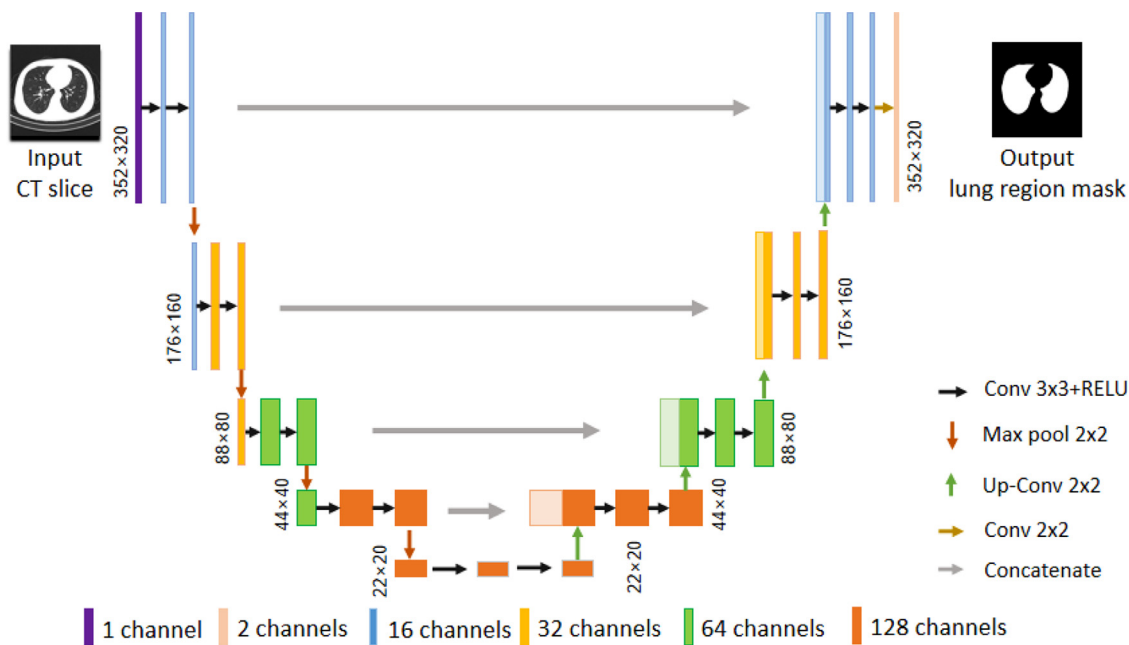 Input
CT slice
352×320
352×320
Output
lung region mask
176×160
176×160
88×80
88×80
44×40
44×40
22×20
22×20
Conv 3x3+RELU
Max pool 2x2
Up-Conv 2x2
Conv 2x2
Concatenate
1 channel
2 channels
16 channels
32 channels
64 channels
128 channels